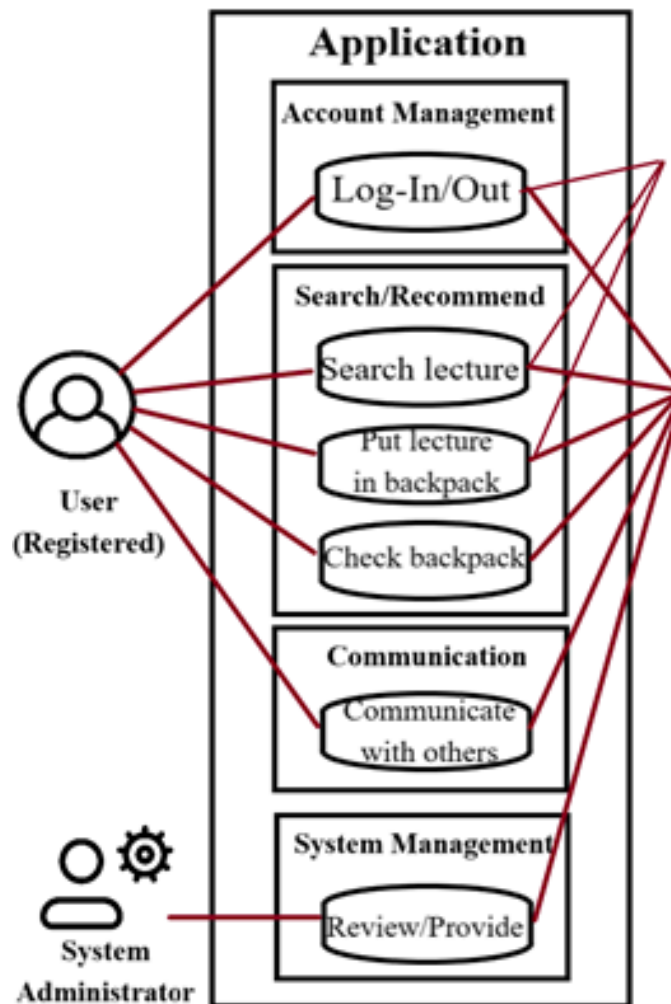 Application
Account Management
Log-In/Out
Search/Recommend
Search lecture
Put lecture
in backpack
Check backpack
User
(Registered)
Communication
Communicate
with others
System Management
Review/Provide
System
Administrator